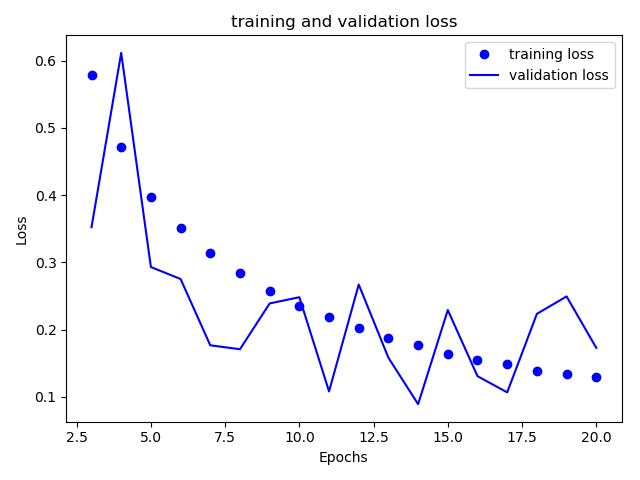 training and validation loss
training loss
validation loss
0.6
0.5
0.4
0.3
0.2
0.1
Loss
2.5 5.0 7.5 10.0 12.5 15.0 17.5 20.0
Epochs